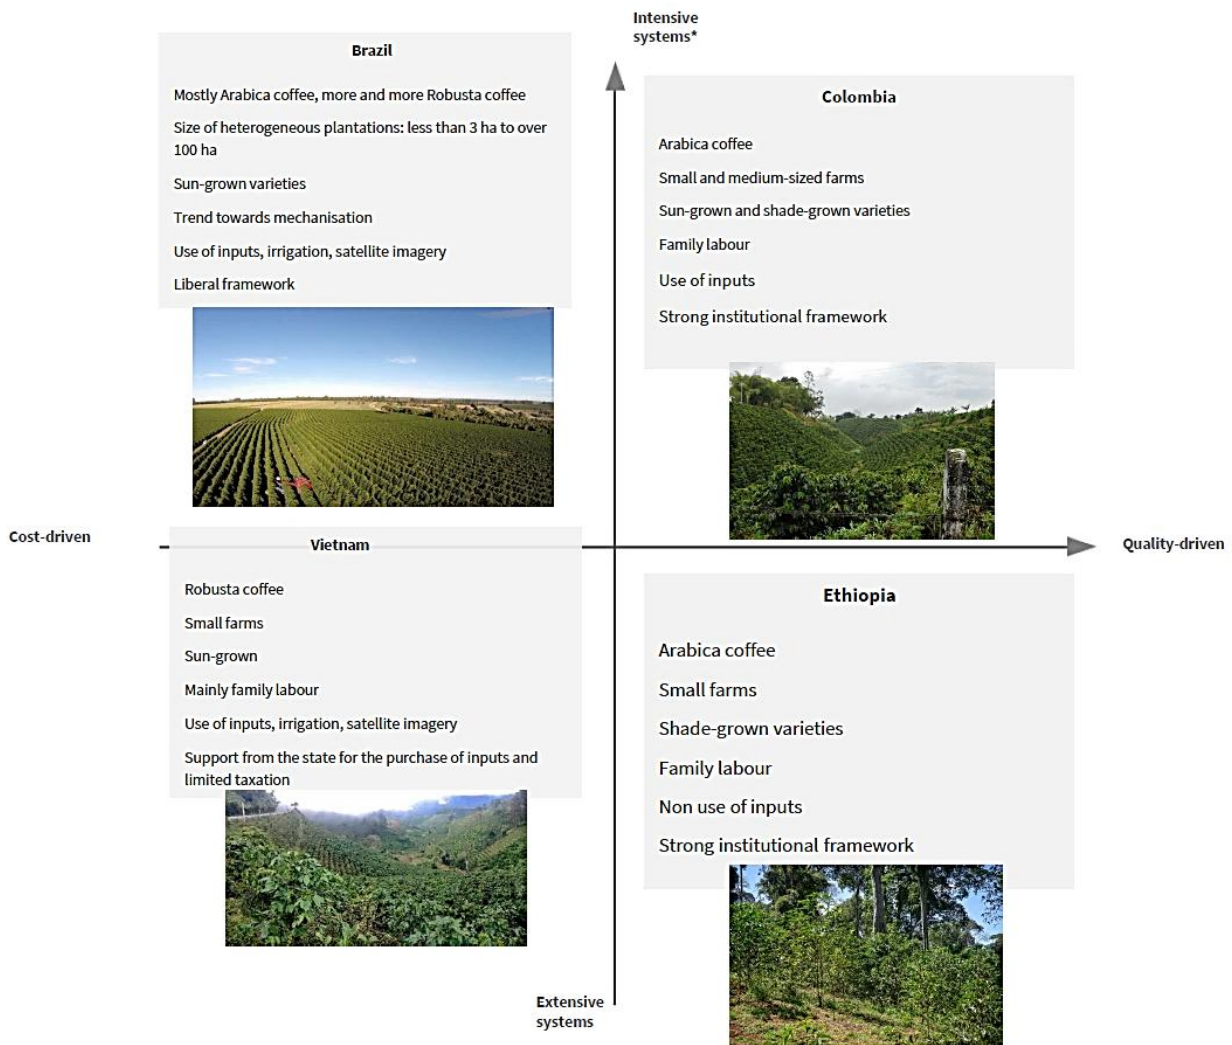 Intensive
systems*
Brazil
Mostly Arabica coffee, more and more Robusta coffee
Size of heterogeneous plantations: less than 3 ha to over
100 ha
Sun-grown varieties
Trend towards mechanisation
Use of inputs, irrigation, satellite imagery
Liberal framework
Colombia
Arabica coffee
Small and medium-sized farms
Sun-grown and shade-grown varieties
Family labour
Use of inputs
Strong institutional framework
Cost-driven
Quality-driven
Vietnam
Robusta coffee
Small farms
Sun-grown
Mainly family labour
Use of inputs, irrigation, satellite imagery
Support from the state for the purchase of inputs and
limited taxation
Ethiopia
Arabica coffee
Small farms
Shade-grown varieties
Family labour
Non use of inputs
Strong institutional framework
Extensive
systems